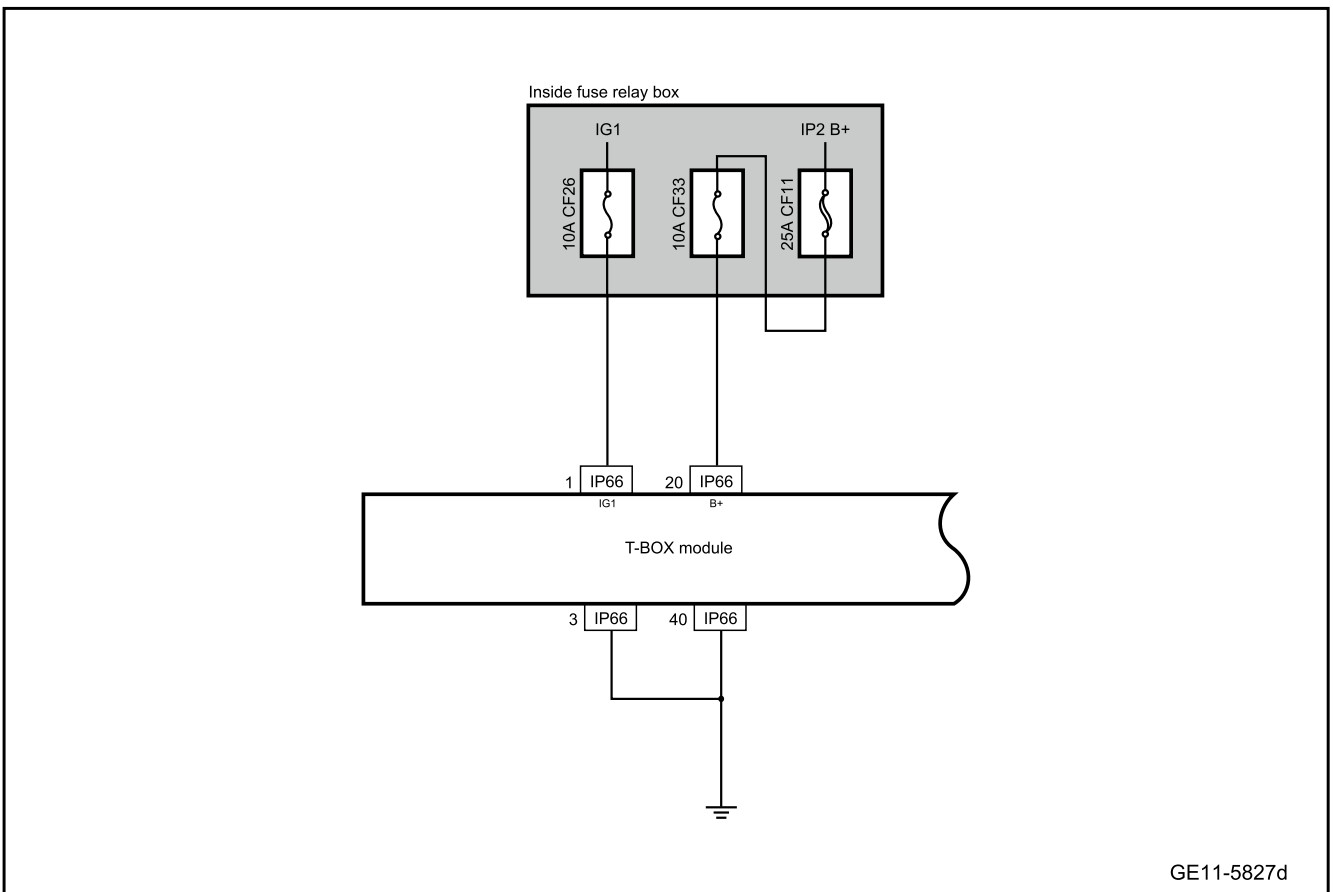 Inside fuse relay box
IG1
IP2 B+
10A CF26
10A CF33
25A CF11
1
IP66
20
IP66
IG1
B+
T-BOX module
3
IP66
40
IP66
GE11-5827d